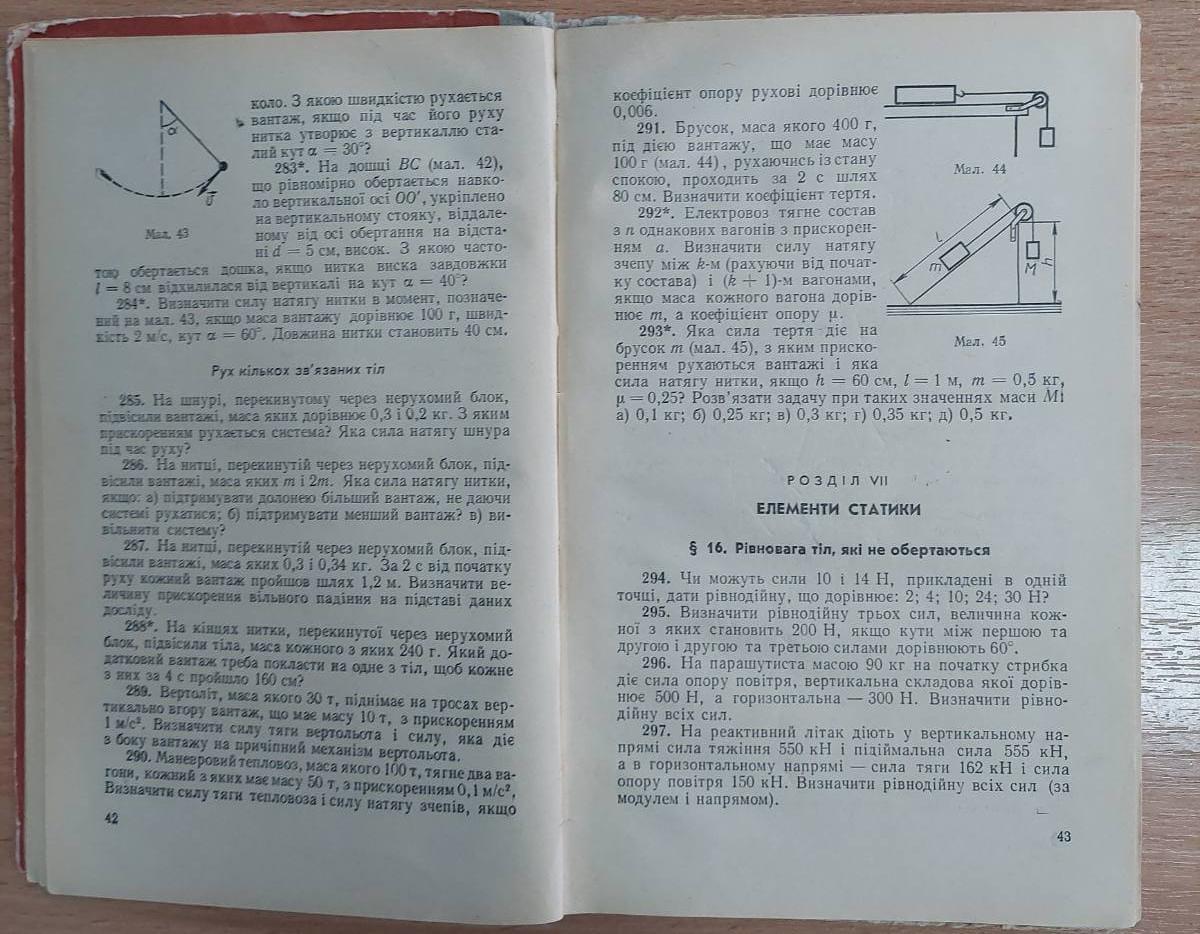 коло. З якою швидкістю рухається
вантаж, якщо під час його руху
нитка утворює з вертикаллю ста-
лий кут α = 30°?
283*. На дошці BC (мал. 42),
що рівномірно обертається навко-
ло вертикальної осі OO′, укріплено
на вертикальному стояку, віддале-
ному від осі обертання на відста-
ні d = 5 см, висок. З якою часто-
тою обертається дошка, якщо нитка виска завдовжки
l = 8 см відхилилася від вертикалі на кут α = 40°?
284*. Визначити силу натягу нитки в момент, позначе-
ний на мал. 43, якщо маса вантажу дорівнює 100 г, швид-
кість 2 м/с, кут α = 60°. Довжина нитки становить 40 см.
α
υ⃗
Мал. 43
Рух кількох зв'язаних тіл
285. На шнурі, перекинутому через нерухомий блок,
підвісили вантажі, маса яких дорівнює 0,3 і 0,2 кг. З яким
прискоренням рухається система? Яка сила натягу шнура
під час руху?
286. На нитці, перекинутій через нерухомий блок, під-
вісили вантажі, маса яких m і 2m. Яка сила натягу нитки,
якщо: а) підтримувати долонею більший вантаж, не даючи
системі рухатися; б) підтримувати менший вантаж? в) ви-
вільнити систему?
287. На нитці, перекинутій через нерухомий блок, під-
вісили вантажі, маса яких 0,3 і 0,34 кг. За 2 с від початку
руху кожний вантаж пройшов шлях 1,2 м. Визначити ве-
личину прискорення вільного падіння на підставі даних
досліду.
288*. На кінцях нитки, перекинутої через нерухомий
блок, підвісили тіла, маса кожного з яких 240 г. Який до-
датковий вантаж треба покласти на одне з тіл, щоб кожне
з них за 4 с пройшло 160 см?
289. Вертоліт, маса якого 30 т, піднімає на тросах вер-
тикально вгору вантаж, що має масу 10 т, з прискоренням
1 м/с². Визначити силу тяги вертольота і силу, яка діє
з боку вантажу на причіпний механізм вертольота.
290. Маневровий тепловоз, маса якого 100 т, тягне два ва-
гони, кожний з яких має масу 50 т, з прискоренням 0,1 м/с².
Визначити силу тяги тепловоза і силу натягу зчепів, якщо
42
коефіцієнт опору рухові дорівнює
0,006.
291. Брусок, маса якого 400 г,
під дією вантажу, що має масу
100 г (мал. 44), рухаючись із стану
спокою, проходить за 2 с шлях
80 см. Визначити коефіцієнт тертя.
292*. Електровоз тягне состав
з n однакових вагонів з прискорен-
ням a. Визначити силу натягу
зчепу між k-м (рахуючи від почат-
ку состава) і (k + 1)-м вагонами,
якщо маса кожного вагона дорів-
нює m, а коефіцієнт опору μ.
293*. Яка сила тертя діє на
брусок m (мал. 45), з яким приско-
ренням рухаються вантажі і яка
сила натягу нитки, якщо h = 60 см, l = 1 м, m = 0,5 кг,
μ = 0,25? Розв'язати задачу при таких значеннях маси M:
а) 0,1 кг; б) 0,25 кг; в) 0,3 кг; г) 0,35 кг; д) 0,5 кг.
Мал. 44
l
m
M
h
Мал. 45
РОЗДІЛ VII
ЕЛЕМЕНТИ СТАТИКИ
§ 16. Рівновага тіл, які не обертаються
294. Чи можуть сили 10 і 14 Н, прикладені в одній
точці, дати рівнодійну, що дорівнює: 2; 4; 10; 24; 30 Н?
295. Визначити рівнодійну трьох сил, величина кож-
ної з яких становить 200 Н, якщо кути між першою та
другою і другою та третьою силами дорівнюють 60°.
296. На парашутиста масою 90 кг на початку стрибка
діє сила опору повітря, вертикальна складова якої дорів-
нює 500 Н, а горизонтальна — 300 Н. Визначити рівно-
дійну всіх сил.
297. На реактивний літак діють у вертикальному на-
прямі сила тяжіння 550 кН і підіймальна сила 555 кН,
а в горизонтальному напрямі — сила тяги 162 кН і сила
опору повітря 150 кН. Визначити рівнодійну всіх сил (за
модулем і напрямом).
43